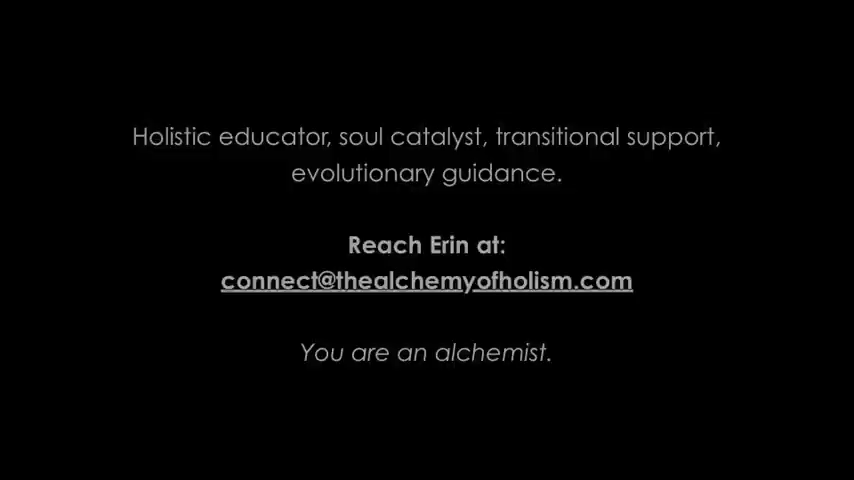 Holistic educator, soul catalyst, transitional support,
evolutionary guidance.
Reach Erin at:
connect@thealchemyofholism.com
You are an alchemist.